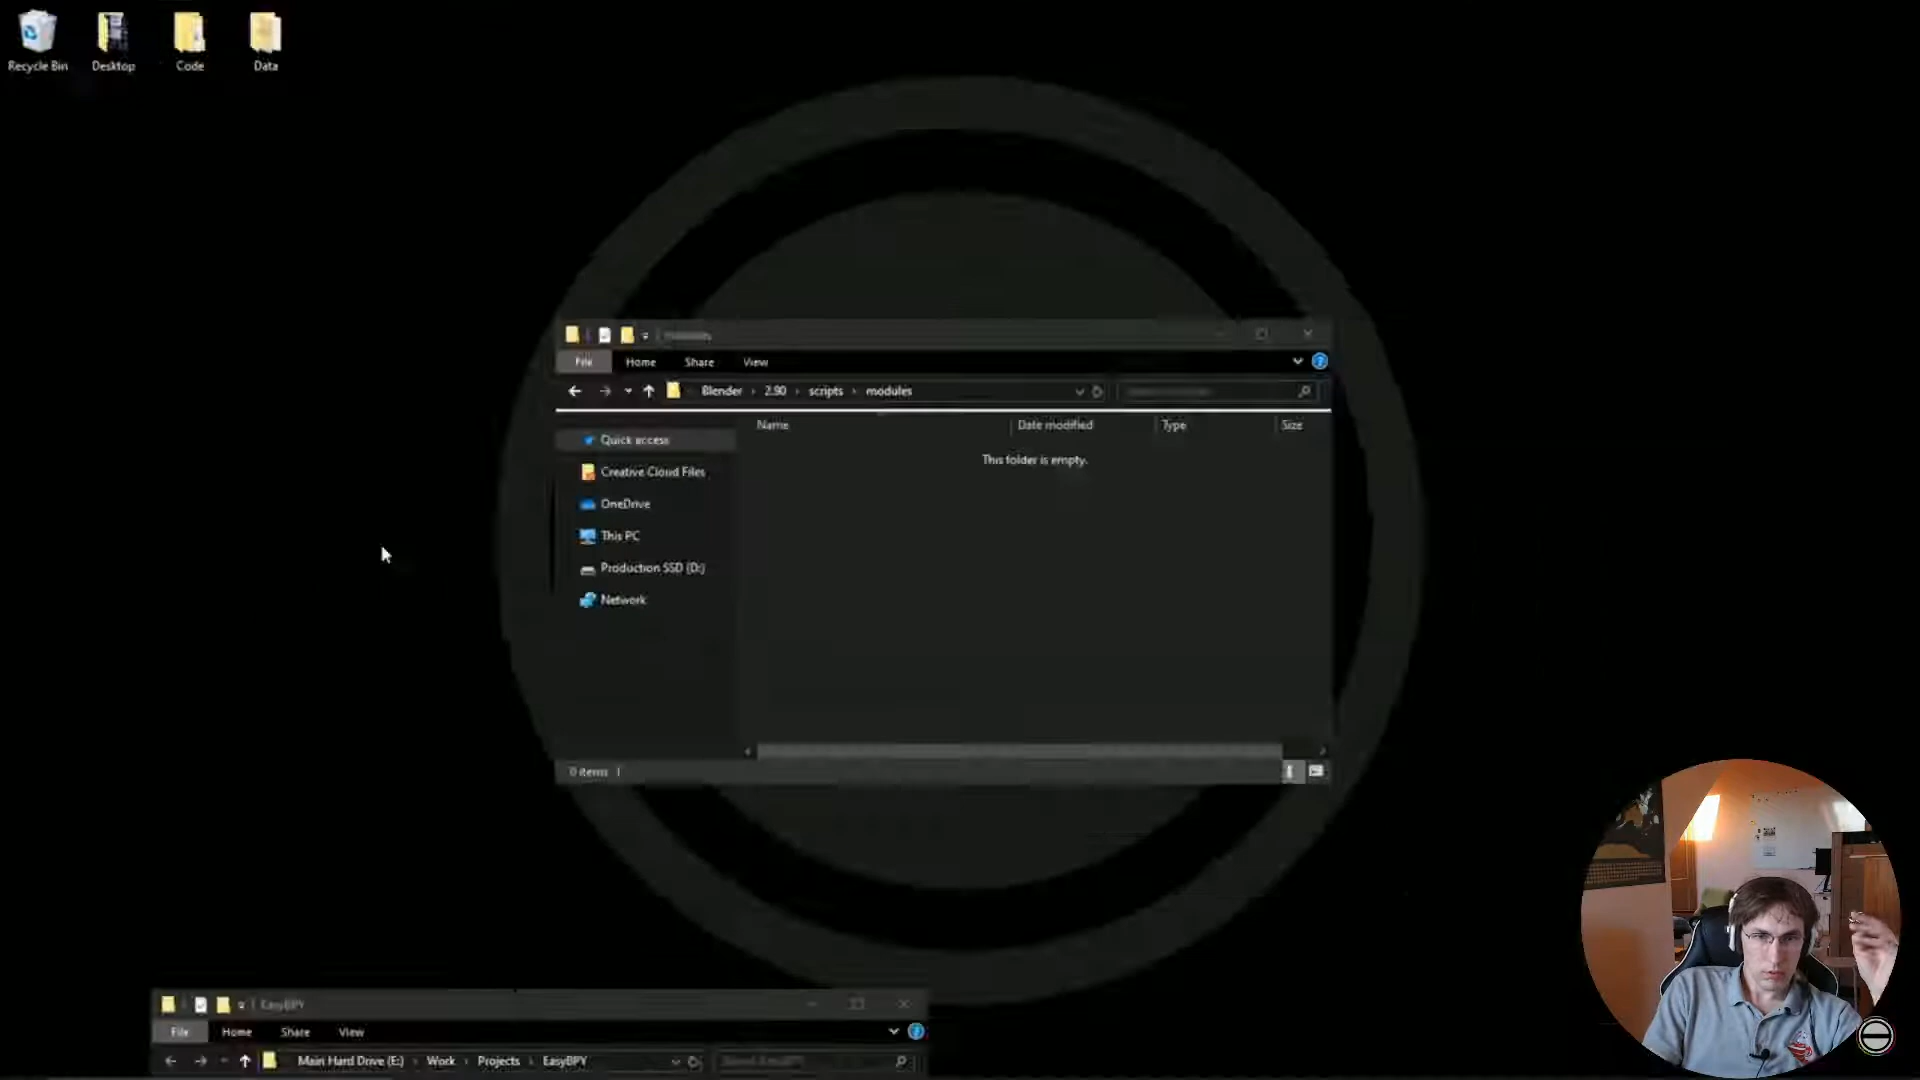 Recycle Bin
Desktop
Code
Data
modules
File
Home
Share
View
Blender
2.90
scripts
modules
Name
Date modified
Type
Size
This folder is empty.
Quick access
Creative Cloud Files
OneDrive
This PC
Production SSD (D:)
Network
0 items
EasyBPY
File
Home
Share
View
Main Hard Drive (E:)
Work
Projects
EasyBPY